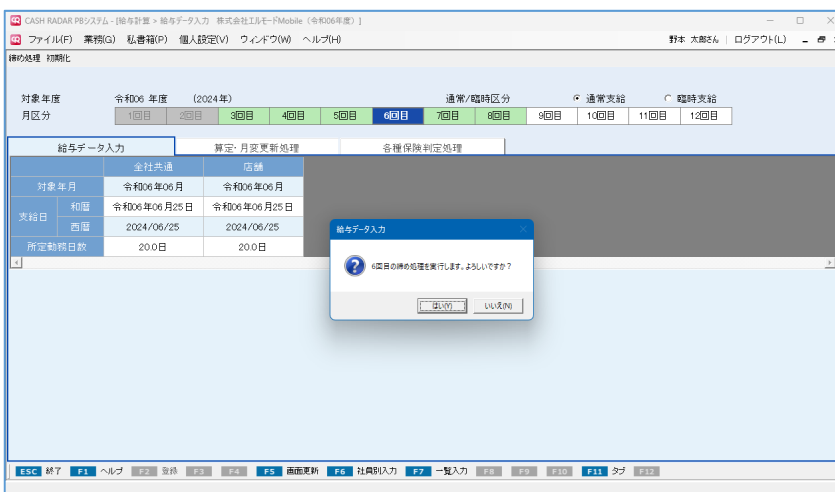 CASH RADAR PBシステム - [給与計算 > 給与データ入力　株式会社エルモードMobile（令和06年度）]
ファイル(F)　業務(G)　私書箱(P)　個人設定(V)　ウィンドウ(W)　ヘルプ(H)　野本 太郎さん　ログアウト(L)
締め処理　初期化
対象年度　令和06 年度　(2024年)　通常/臨時区分　通常支給　臨時支給
月区分　1回目　2回目　3回目　4回目　5回目　6回目　7回目　8回目　9回目　10回目　11回目　12回目
給与データ入力　算定・月変更新処理　各種保険判定処理
全社共通　店舗
対象年月　令和06年06月　令和06年06月
支給日　和暦　令和06年06月25日　令和06年06月25日
西暦　2024/06/25　2024/06/25
所定勤務日数　20.0日　20.0日
給与データ入力
6回目の締め処理を実行します。よろしいですか？
はい(Y)　いいえ(N)
ESC 終了　F1 ヘルプ　F2 登録　F3　F4　F5 画面更新　F6 社員別入力　F7 一覧入力　F8　F9　F10　F11 タブ　F12